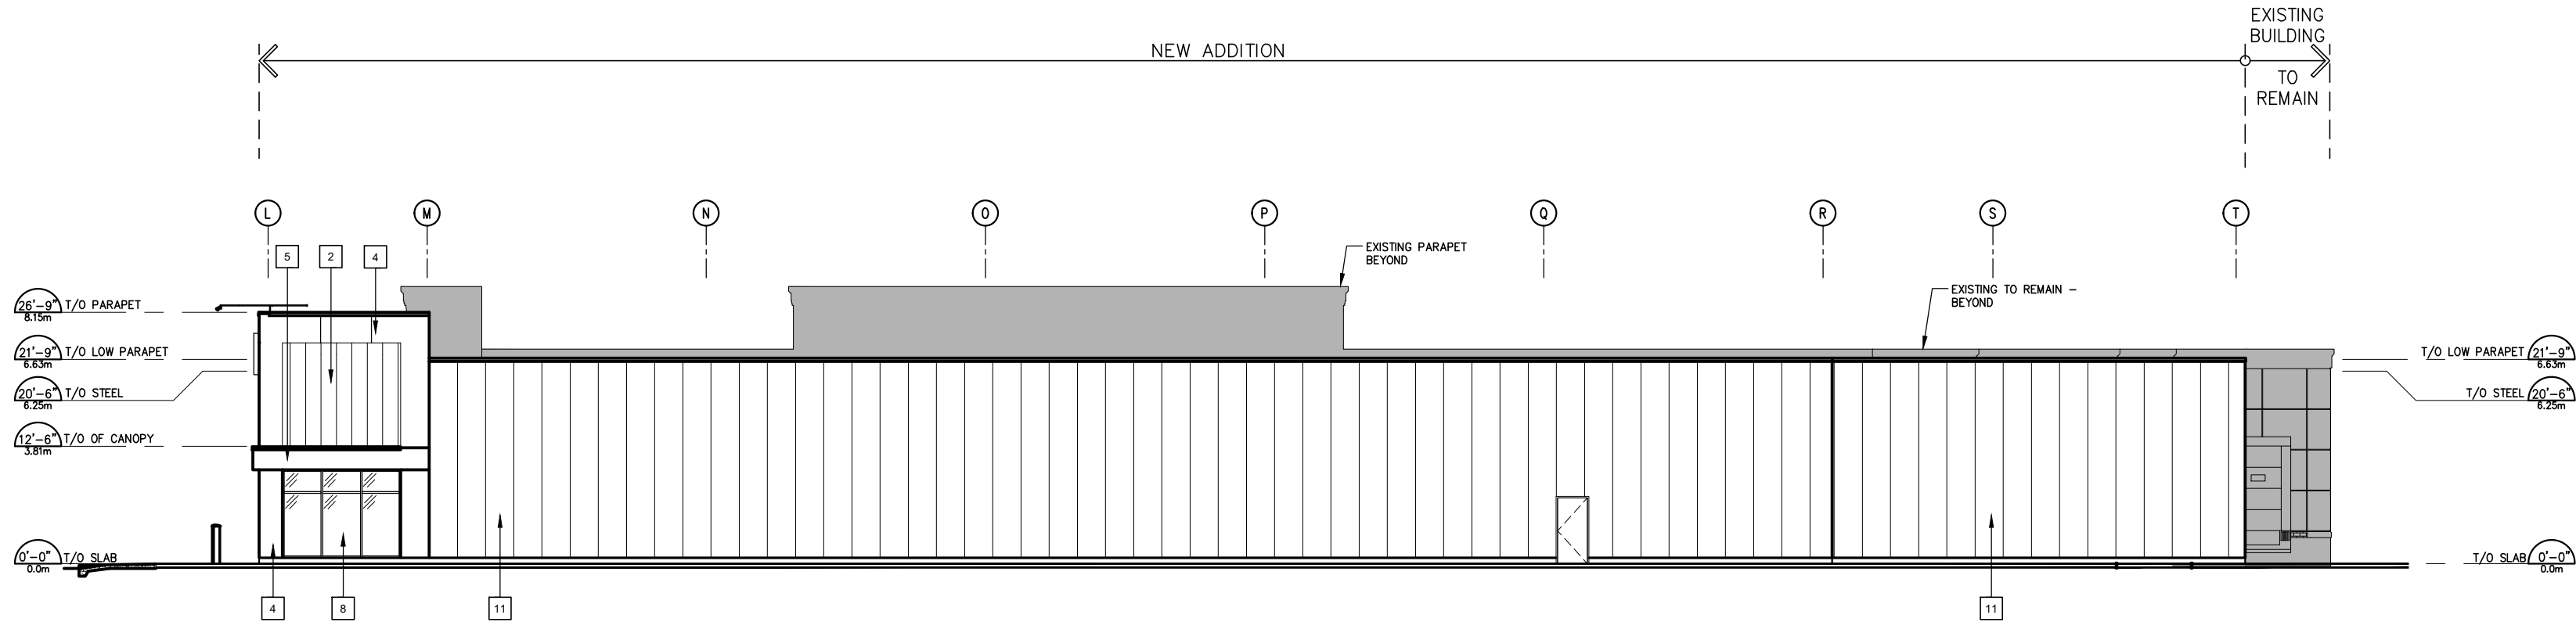 EXISTING
BUILDING
NEW ADDITION
TO
REMAIN
L
M
N
O
P
Q
R
S
T
5
2
4
EXISTING PARAPET
BEYOND
EXISTING TO REMAIN –
BEYOND
26'-9" T/O PARAPET
8.15m
21'-9" T/O LOW PARAPET
6.63m
20'-6" T/O STEEL
6.25m
12'-6" T/O OF CANOPY
3.81m
0'-0" T/O SLAB
0.0m
T/O LOW PARAPET 21'-9"
6.63m
T/O STEEL 20'-6"
6.25m
T/O SLAB 0'-0"
0.0m
4
8
11
11